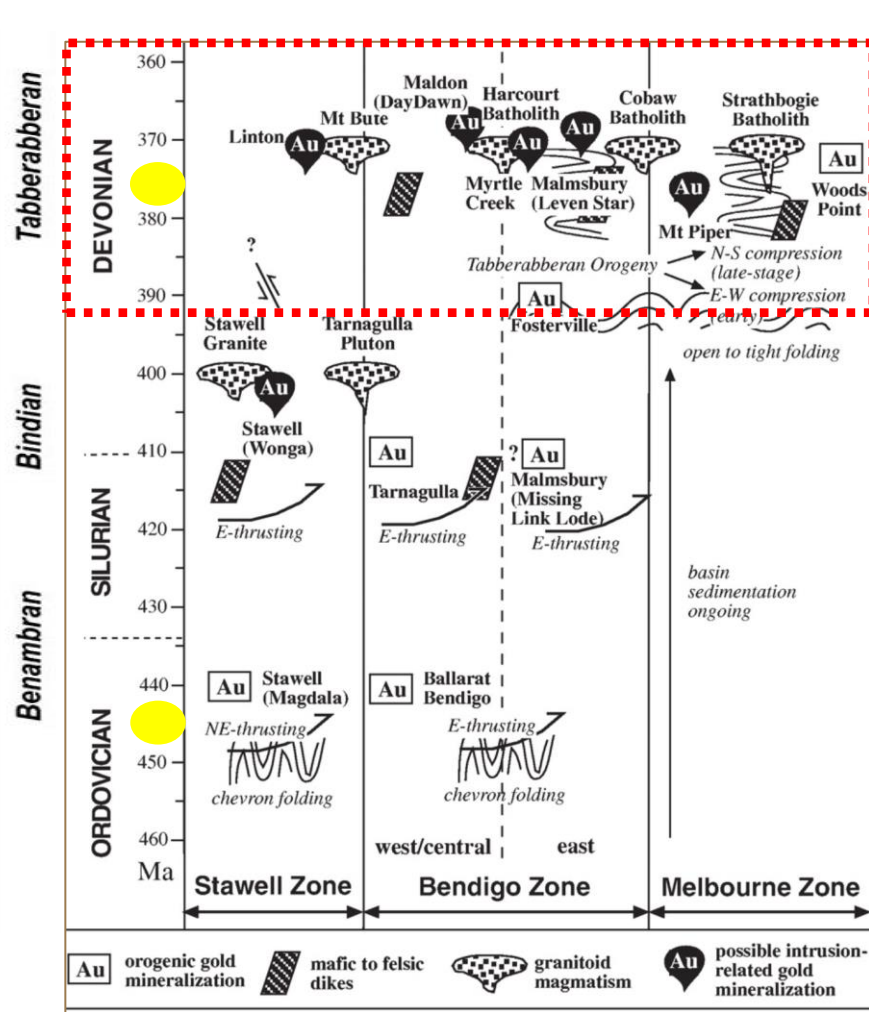 Tabberabberan
Bindian
Benambran
DEVONIAN
SILURIAN
ORDOVICIAN
360
370
380
390
400
410
420
430
440
450
460
Ma
Linton
Au
Mt Bute
Maldon
(DayDawn)
Au
Harcourt
Batholith
Au
Au
Myrtle
Creek
Malmsbury
(Leven Star)
Cobaw
Batholith
Strathbogie
Batholith
Au
Woods
Point
Au
Mt Piper
?
Tabberabberan Orogeny
N-S compression
(late-stage)
E-W compression
(early)
Au
Fosterville
open to tight folding
Stawell
Granite
Au
Stawell
(Wonga)
Tarnagulla
Pluton
E-thrusting
Au
Tarnagulla
E-thrusting
? Au
Malmsbury
(Missing
Link Lode)
E-thrusting
basin
sedimentation
ongoing
Au
Stawell
(Magdala)
NE-thrusting
chevron folding
Au
Ballarat
Bendigo
E-thrusting
chevron folding
west/central
east
Stawell Zone
Bendigo Zone
Melbourne Zone
Au
orogenic gold
mineralization
mafic to felsic
dikes
granitoid
magmatism
Au
possible intrusion-
related gold
mineralization